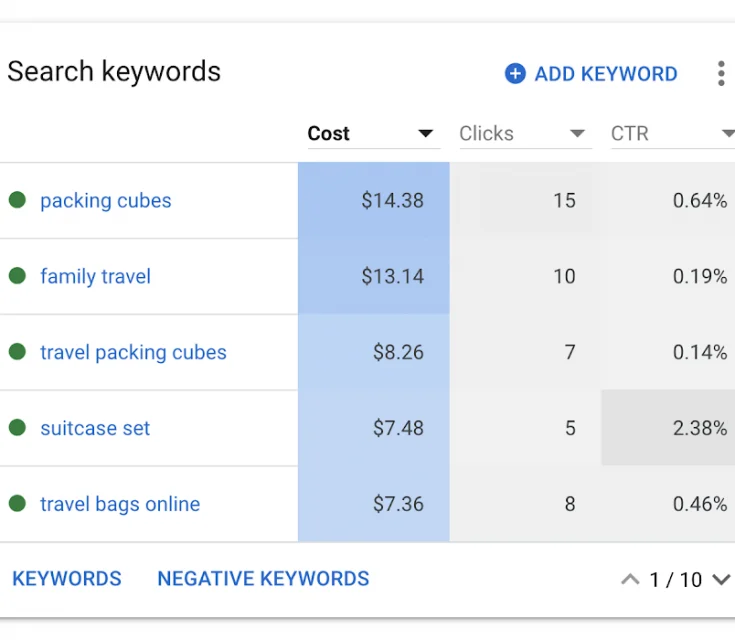 Search keywords
ADD KEYWORD
Cost Clicks CTR
packing cubes $14.38 15 0.64%
family travel $13.14 10 0.19%
travel packing cubes $8.26 7 0.14%
suitcase set $7.48 5 2.38%
travel bags online $7.36 8 0.46%
KEYWORDS NEGATIVE KEYWORDS 1 / 10